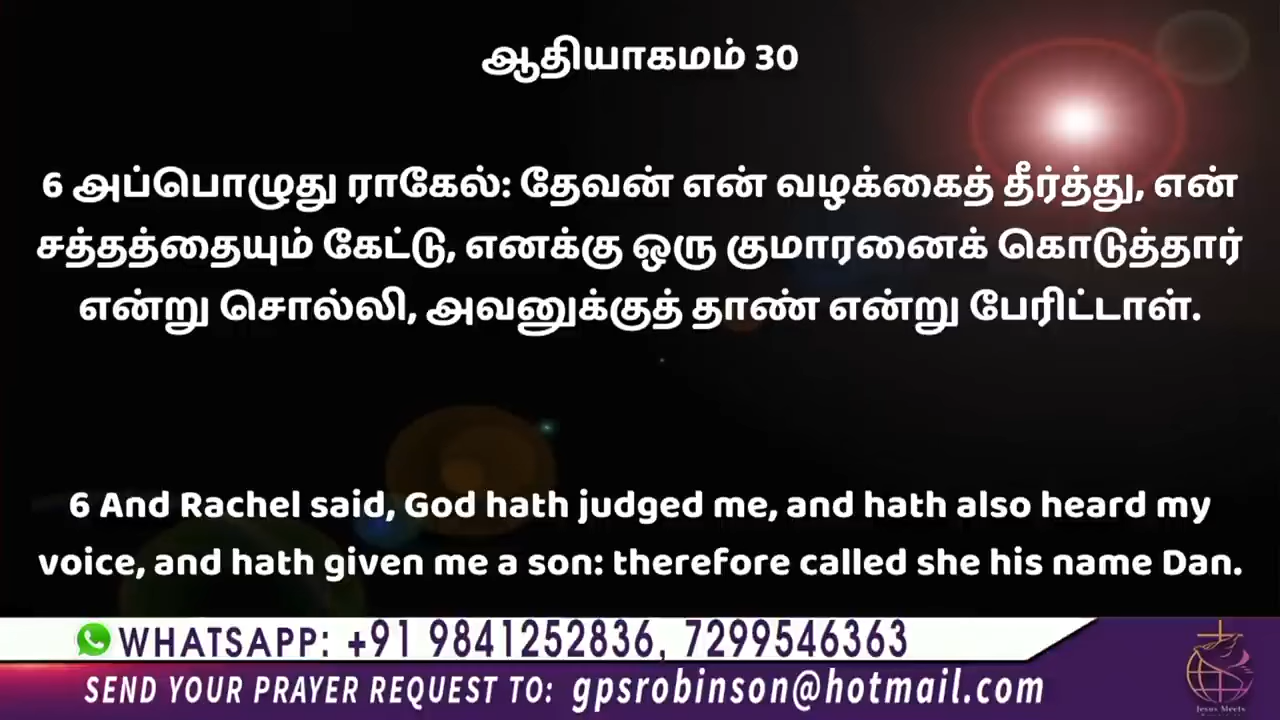 ஆதியாகமம் 30
6 அப்பொழுது ராகேல்: தேவன் என் வழக்கைத் தீர்த்து, என்
சத்தத்தையும் கேட்டு, எனக்கு ஒரு குமாரனைக் கொடுத்தார்
என்று சொல்லி, அவனுக்குத் தாண் என்று பேரிட்டாள்.
6 And Rachel said, God hath judged me, and hath also heard my
voice, and hath given me a son: therefore called she his name Dan.
WHATSAPP: +91 9841252836, 7299546363
SEND YOUR PRAYER REQUEST TO: gpsrobinson@hotmail.com
Jesus Meets